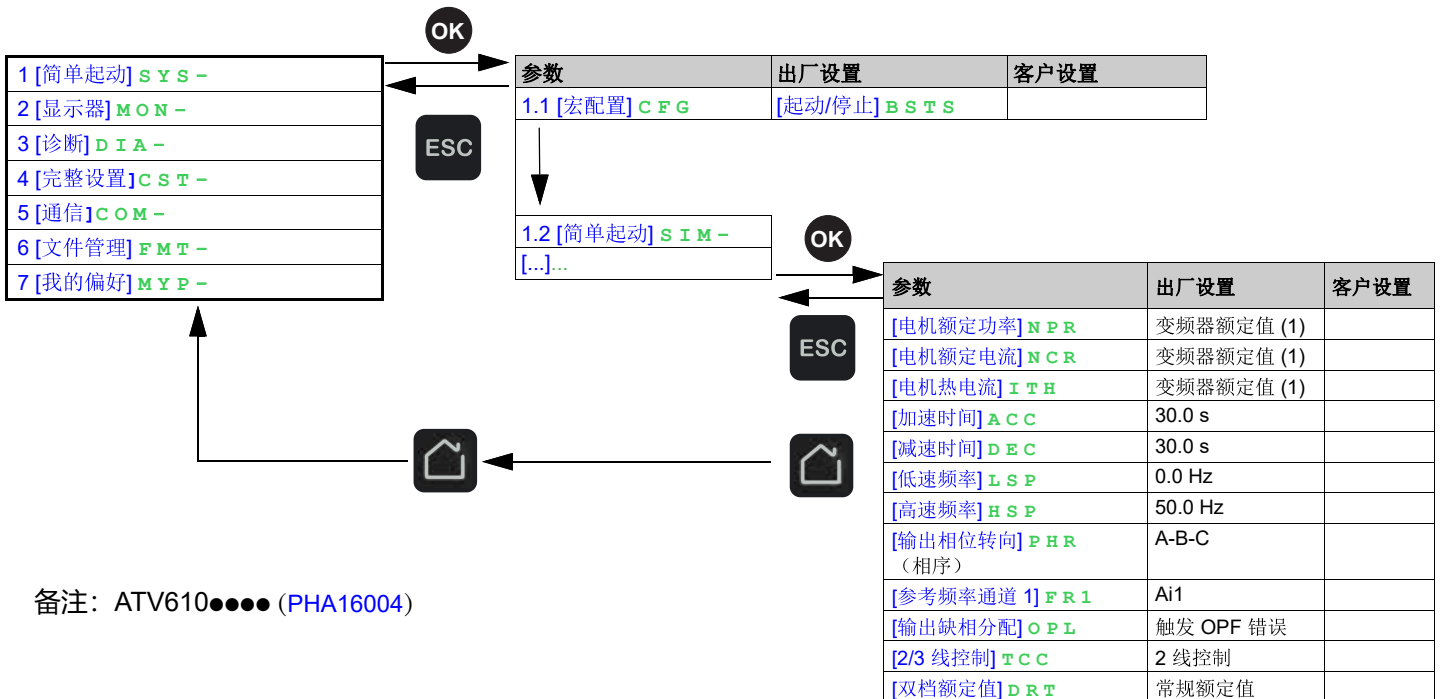 OK
1 [简单起动] SYS-
2 [显示器] MON-
3 [诊断] DIA-
4 [完整设置]CST-
5 [通信]COM-
6 [文件管理] FMT-
7 [我的偏好] MYP-
ESC
参数 出厂设置 客户设置
1.1 [宏配置] CFG [起动/停止] BSTS
1.2 [简单起动] SIM-
[...]...
OK
ESC
参数 出厂设置 客户设置
[电机额定功率] NPR 变频器额定值 (1)
[电机额定电流] NCR 变频器额定值 (1)
[电机热电流] ITH 变频器额定值 (1)
[加速时间] ACC 30.0 s
[减速时间] DEC 30.0 s
[低速频率] LSP 0.0 Hz
[高速频率] HSP 50.0 Hz
[输出相位转向] PHR A-B-C
（相序）
[参考频率通道 1] FR1 Ai1
[输出缺相分配] OPL 触发 OPF 错误
[2/3 线控制] TCC 2 线控制
[双档额定值] DRT 常规额定值
备注：ATV610●●●● (PHA16004)